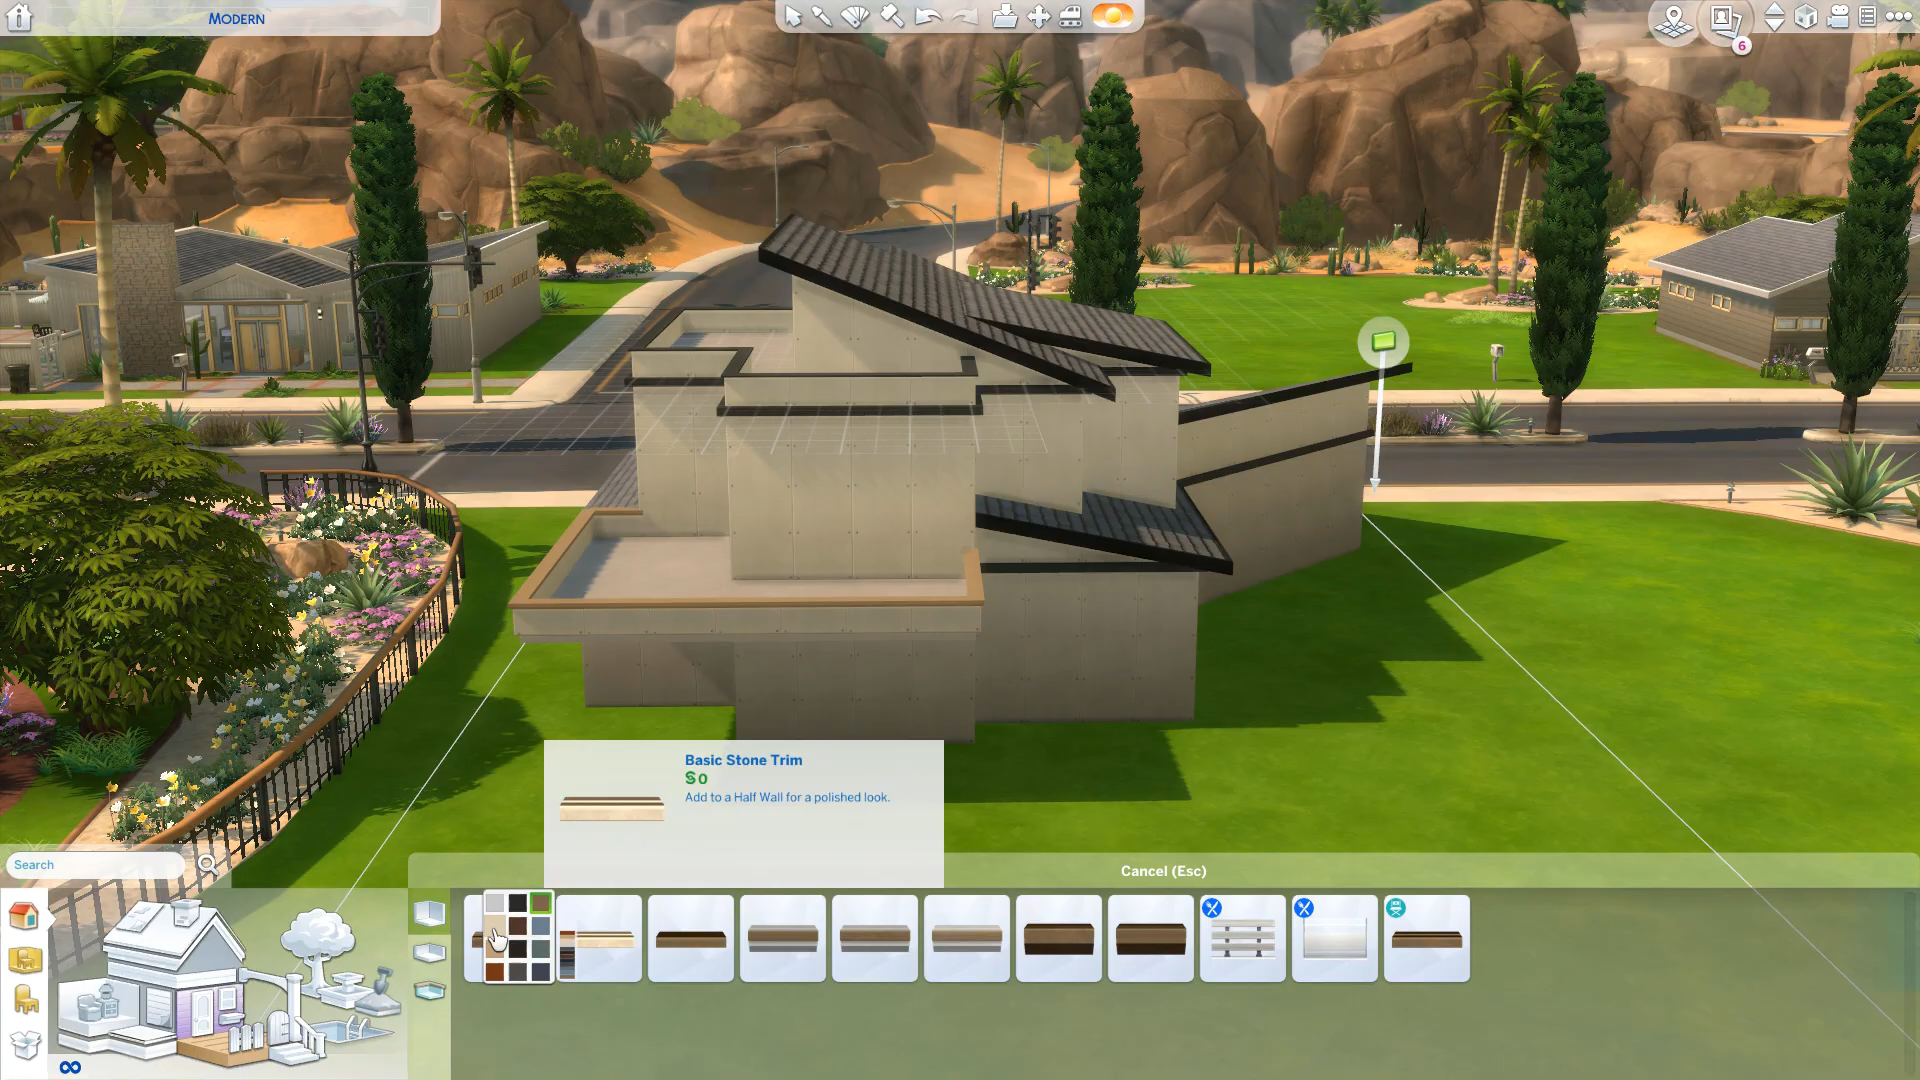 Modern
6
Basic Stone Trim
§0
Add to a Half Wall for a polished look.
Search
Cancel (Esc)